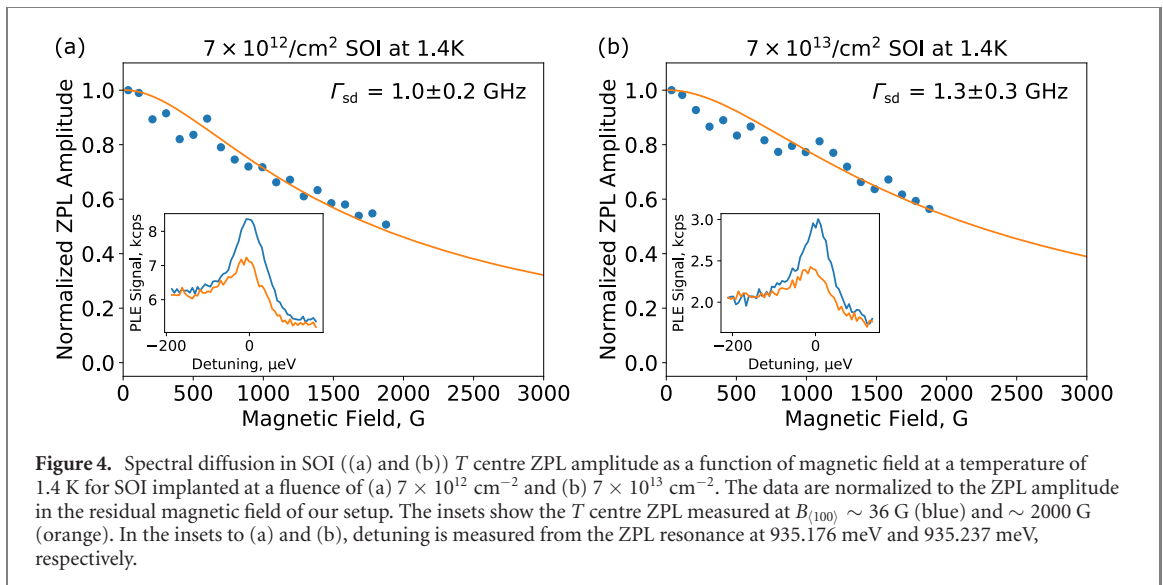 (a)
7 × 10¹²/cm² SOI at 1.4K
Γsd = 1.0±0.2 GHz
Normalized ZPL Amplitude
1.0
0.8
0.6
0.4
0.2
0.0
PLE Signal, kcps
8
7
6
−200
0
Detuning, μeV
0
500
1000
1500
2000
2500
3000
Magnetic Field, G
(b)
7 × 10¹³/cm² SOI at 1.4K
Γsd = 1.3±0.3 GHz
Normalized ZPL Amplitude
1.0
0.8
0.6
0.4
0.2
0.0
PLE Signal, kcps
3.0
2.5
2.0
−200
0
Detuning, μeV
0
500
1000
1500
2000
2500
3000
Magnetic Field, G
Figure 4. Spectral diffusion in SOI ((a) and (b)) T centre ZPL amplitude as a function of magnetic field at a temperature of
1.4 K for SOI implanted at a fluence of (a) 7 × 10¹² cm⁻² and (b) 7 × 10¹³ cm⁻². The data are normalized to the ZPL amplitude
in the residual magnetic field of our setup. The insets show the T centre ZPL measured at B⟨100⟩ ∼ 36 G (blue) and ∼ 2000 G
(orange). In the insets to (a) and (b), detuning is measured from the ZPL resonance at 935.176 meV and 935.237 meV,
respectively.